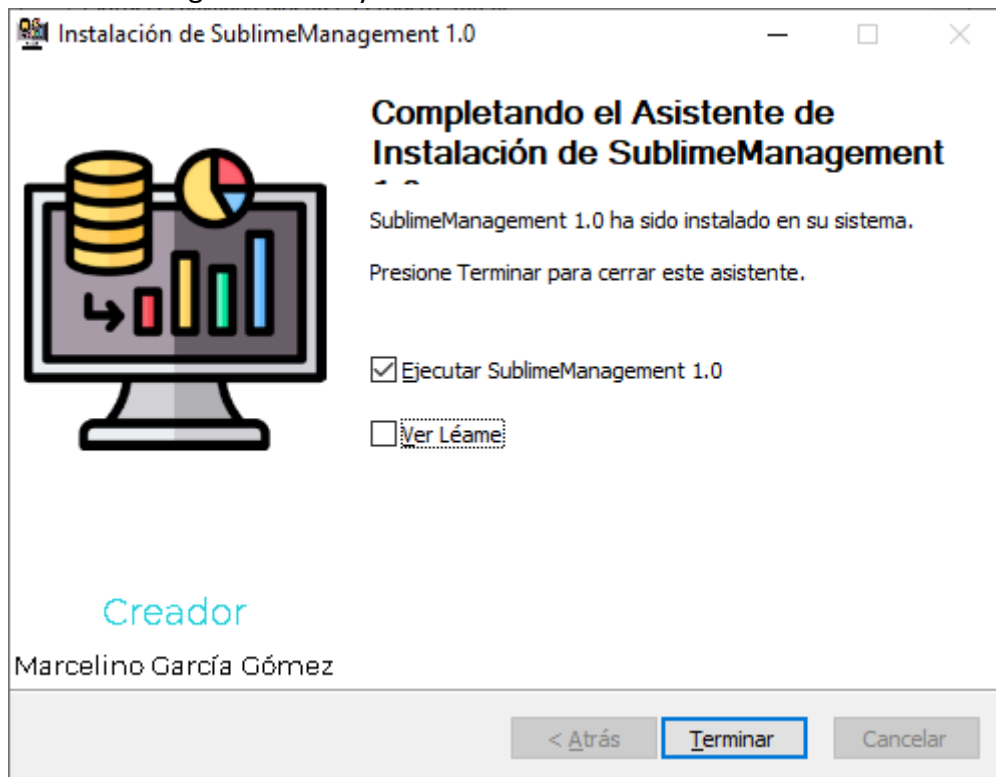 Instalación de SublimeManagement 1.0
Completando el Asistente de
Instalación de SublimeManagement
SublimeManagement 1.0 ha sido instalado en su sistema.
Presione Terminar para cerrar este asistente.
Ejecutar SublimeManagement 1.0
Ver Léame
Creador
Marcelino García Gómez
< Atrás
Terminar
Cancelar